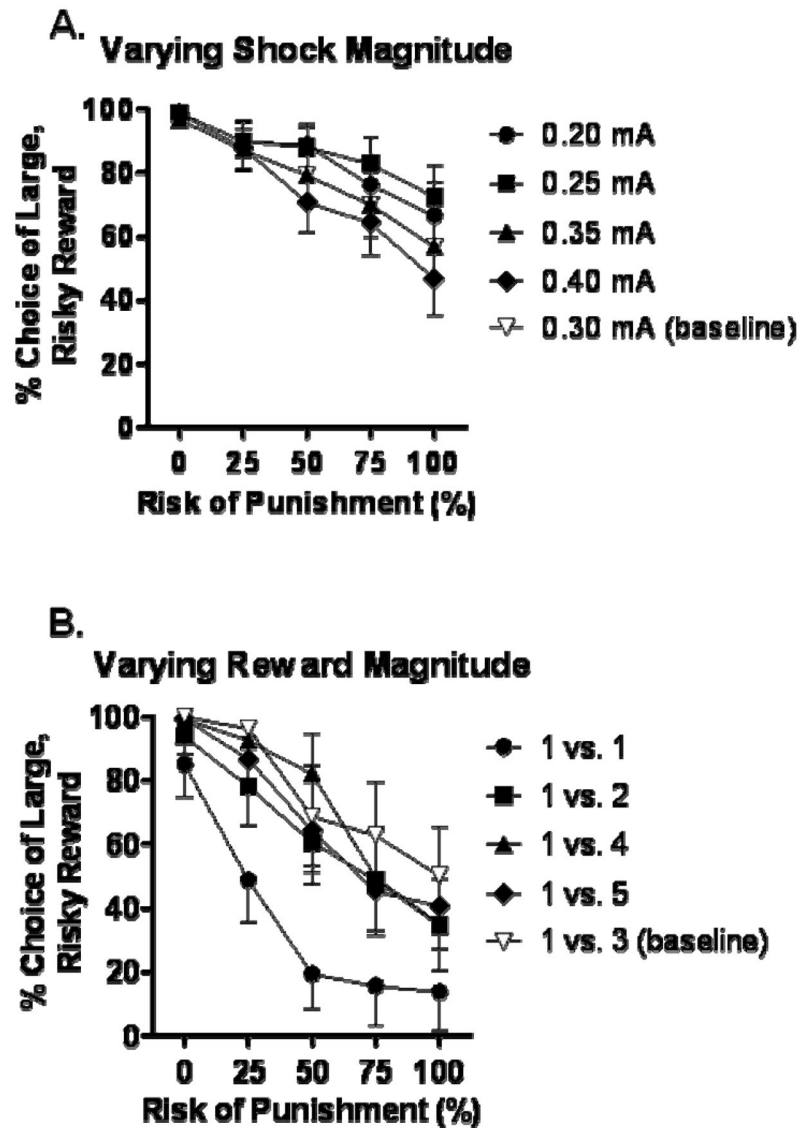 A.
Varying Shock Magnitude
% Choice of Large,
Risky Reward
100
80
60
40
20
0
0 25 50 75 100
Risk of Punishment (%)
0.20 mA
0.25 mA
0.35 mA
0.40 mA
0.30 mA (baseline)
B.
Varying Reward Magnitude
% Choice of Large,
Risky Reward
100
80
60
40
20
0
0 25 50 75 100
Risk of Punishment (%)
1 vs. 1
1 vs. 2
1 vs. 4
1 vs. 5
1 vs. 3 (baseline)